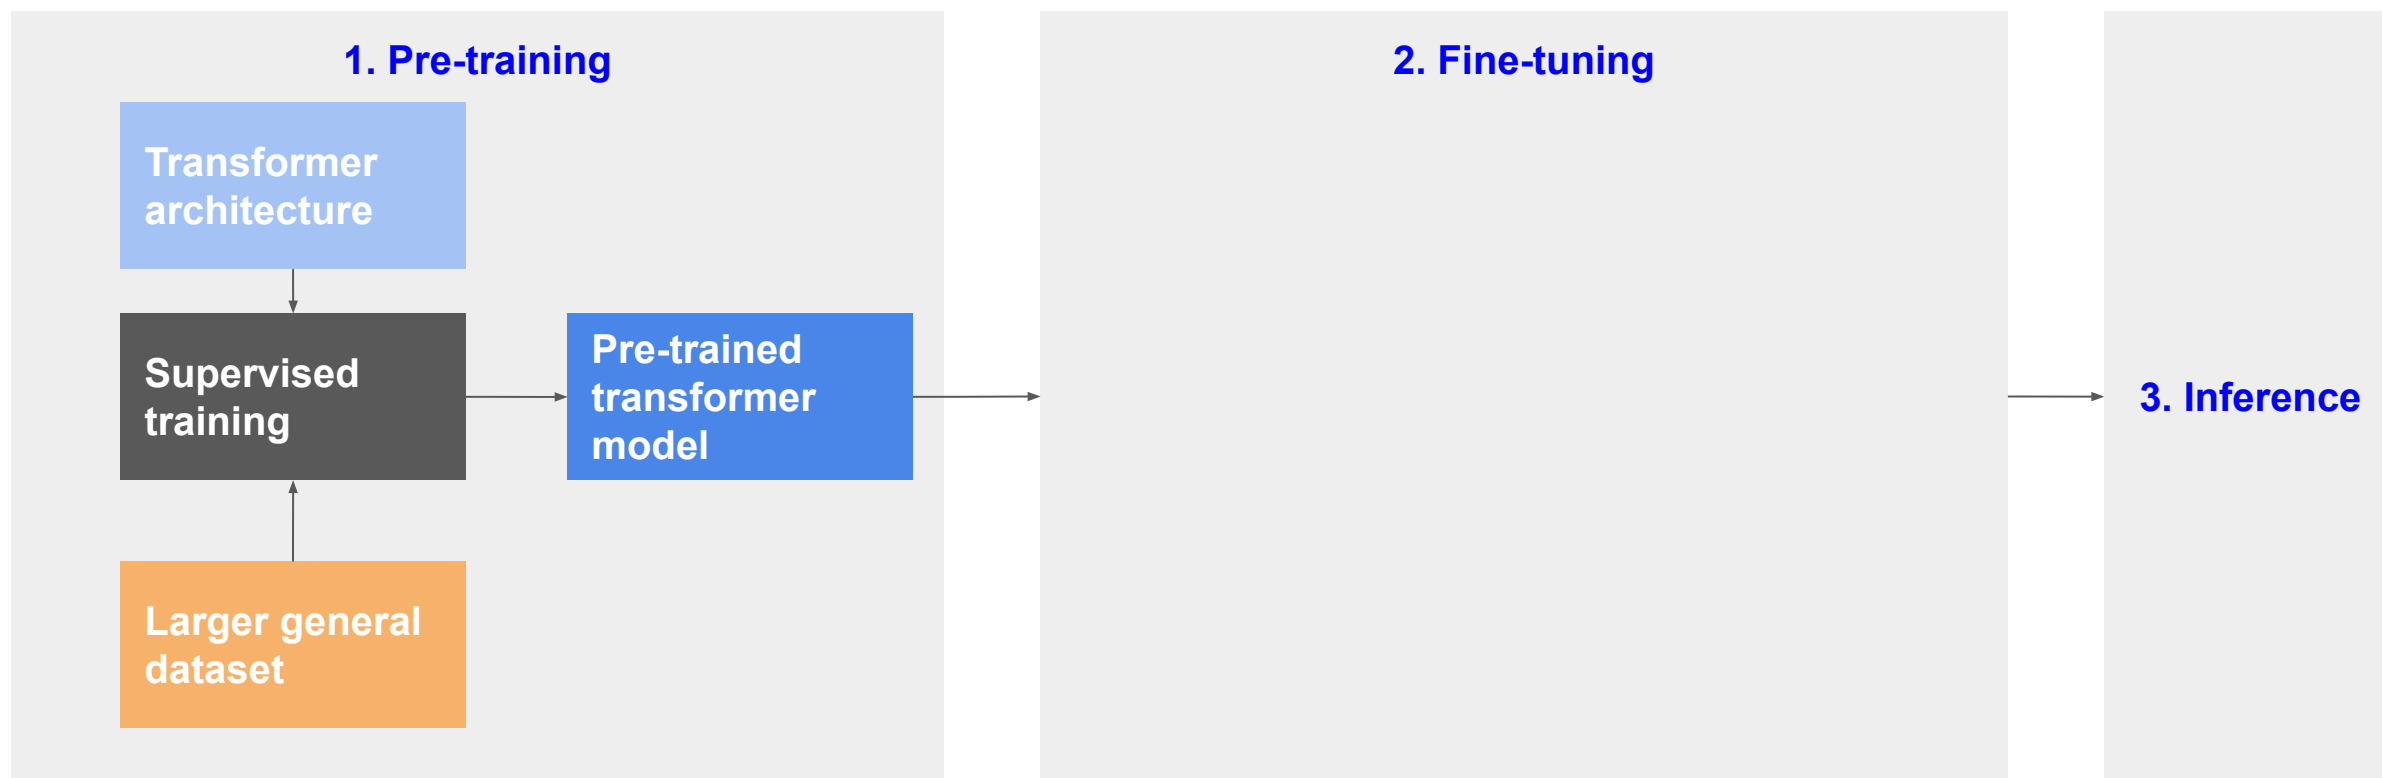 1. Pre-training
Transformer
architecture
Supervised
training
Pre-trained
transformer
model
Larger general
dataset
2. Fine-tuning
3. Inference